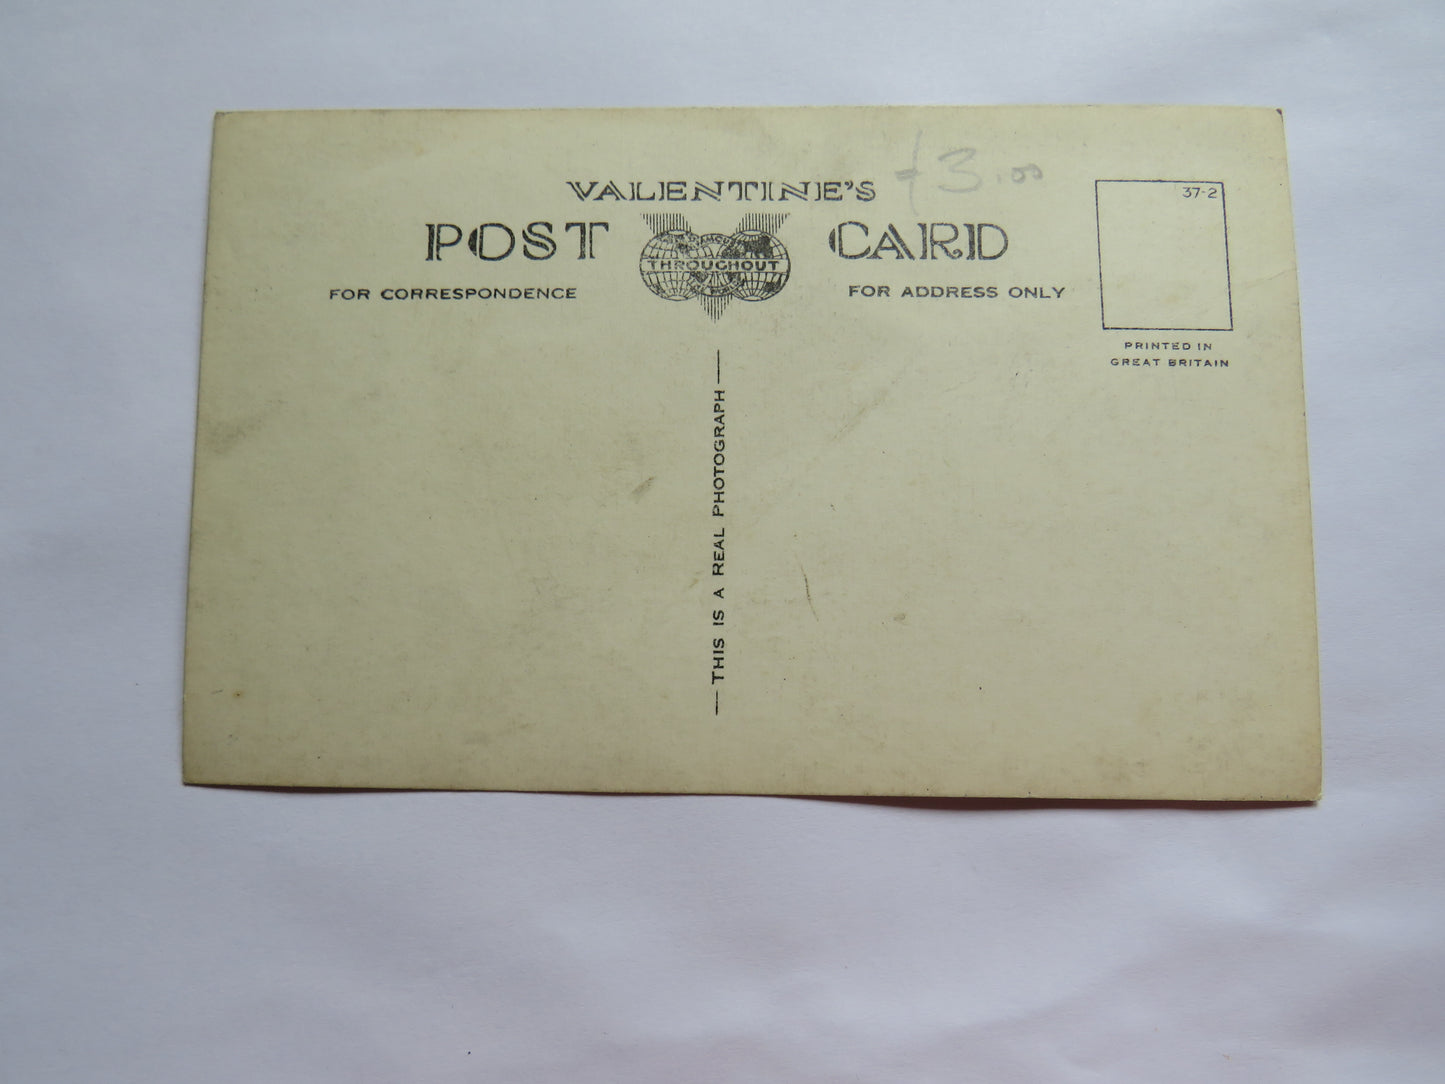 VALENTINE'S
£3.00
37-2
POST CARD
THROUGHOUT
FOR CORRESPONDENCE
FOR ADDRESS ONLY
PRINTED IN
GREAT BRITAIN
THIS IS A REAL PHOTOGRAPH